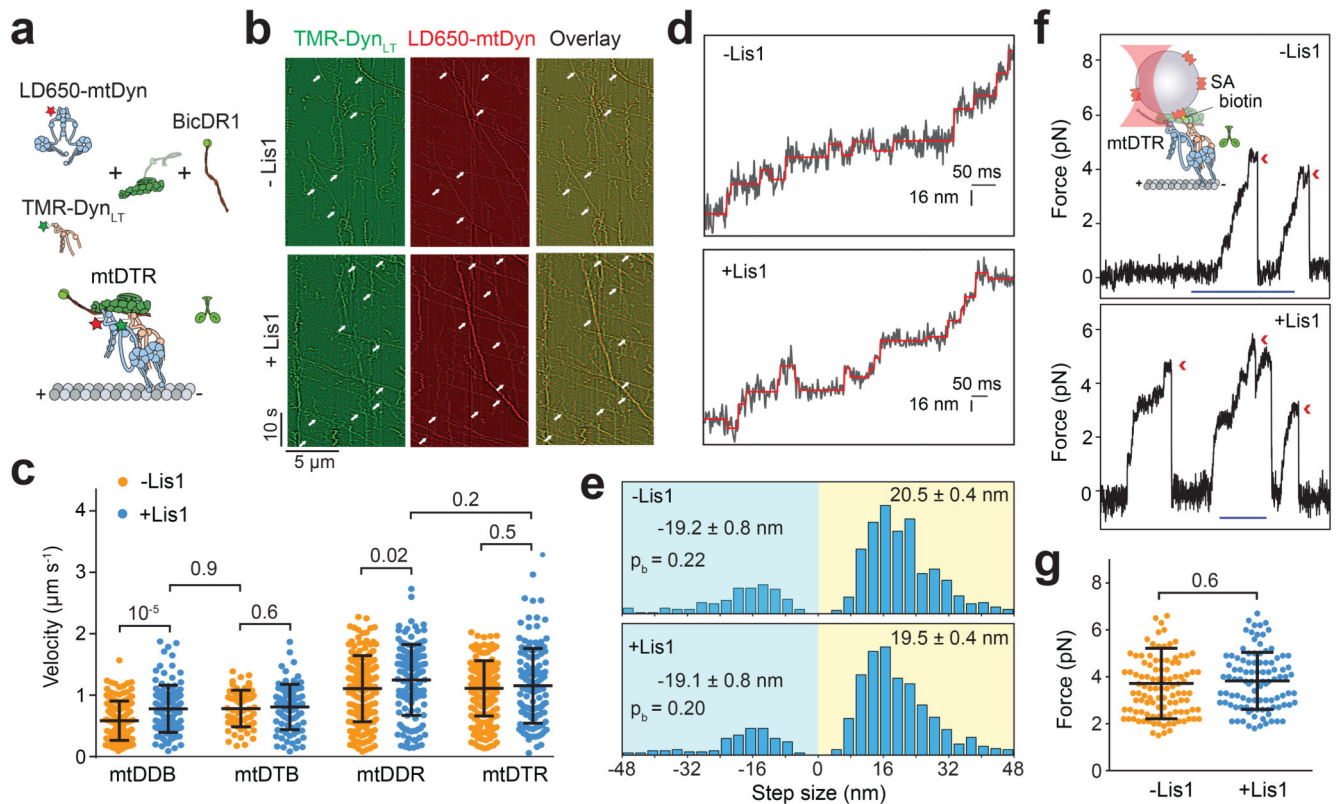 a
LD650-mtDyn
BicDR1
+
+
TMR-DynLT
mtDTR
+
-
b
TMR-DynLT LD650-mtDyn Overlay
- Lis1
+ Lis1
10 s
5 µm
c
-Lis1
+Lis1
Velocity (µm s⁻¹)
4
3
2
1
0
10⁻⁵
0.9
0.6
0.02
0.2
0.5
mtDDB mtDTB mtDDR mtDTR
d
-Lis1
50 ms
16 nm
+Lis1
50 ms
16 nm
e
-Lis1
20.5 ± 0.4 nm
-19.2 ± 0.8 nm
pb = 0.22
+Lis1
19.5 ± 0.4 nm
-19.1 ± 0.8 nm
pb = 0.20
-48 -32 -16 0 16 32 48
Step size (nm)
f
-Lis1
SA
biotin
mtDTR
+
-
Force (pN)
8
6
4
2
0
+Lis1
Force (pN)
6
4
2
0
g
0.6
Force (pN)
8
6
4
2
0
-Lis1 +Lis1